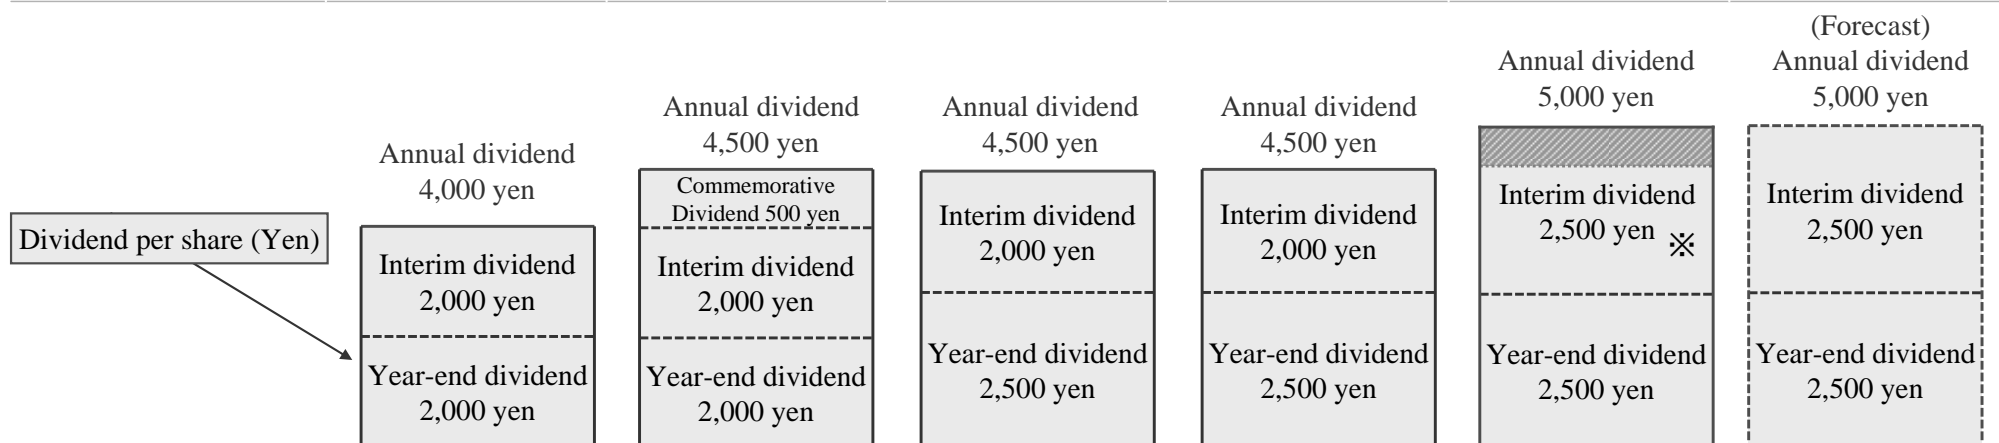 Dividend per share (Yen)
Annual dividend
4,000 yen
Interim dividend
2,000 yen
Year-end dividend
2,000 yen
Annual dividend
4,500 yen
Commemorative
Dividend 500 yen
Interim dividend
2,000 yen
Year-end dividend
2,000 yen
Annual dividend
4,500 yen
Interim dividend
2,000 yen
Year-end dividend
2,500 yen
Annual dividend
4,500 yen
Interim dividend
2,000 yen
Year-end dividend
2,500 yen
Annual dividend
5,000 yen
Interim dividend
2,500 yen ※
Year-end dividend
2,500 yen
(Forecast)
Annual dividend
5,000 yen
Interim dividend
2,500 yen
Year-end dividend
2,500 yen